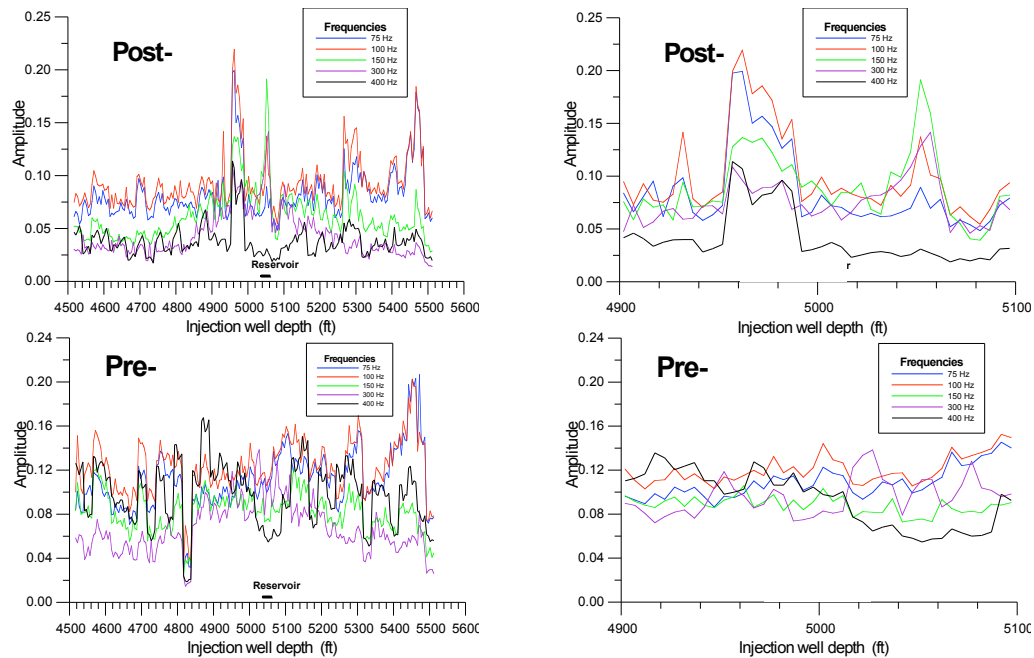 0.25
0.20
0.15
0.10
0.05
0.00
Amplitude
Post-
Frequencies
75 Hz
100 Hz
150 Hz
300 Hz
400 Hz
Reservoir
4500 4600 4700 4800 4900 5000 5100 5200 5300 5400 5500 5600
Injection well depth (ft)
0.25
0.20
0.15
0.10
0.05
0.00
Amplitude
Post-
Frequencies
75 Hz
100 Hz
150 Hz
300 Hz
400 Hz
r
4900 5000 5100
Injection well depth (ft)
0.24
0.20
0.16
0.12
0.08
0.04
0.00
Amplitude
Pre-
Frequencies
75 Hz
100 Hz
150 Hz
300 Hz
400 Hz
Reservoir
4500 4600 4700 4800 4900 5000 5100 5200 5300 5400 5500 5600
Injection well depth (ft)
0.24
0.20
0.16
0.12
0.08
0.04
0.00
Amplitude
Pre-
Frequencies
75 Hz
100 Hz
150 Hz
300 Hz
400 Hz
4900 5000 5100
Injection well depth (ft)